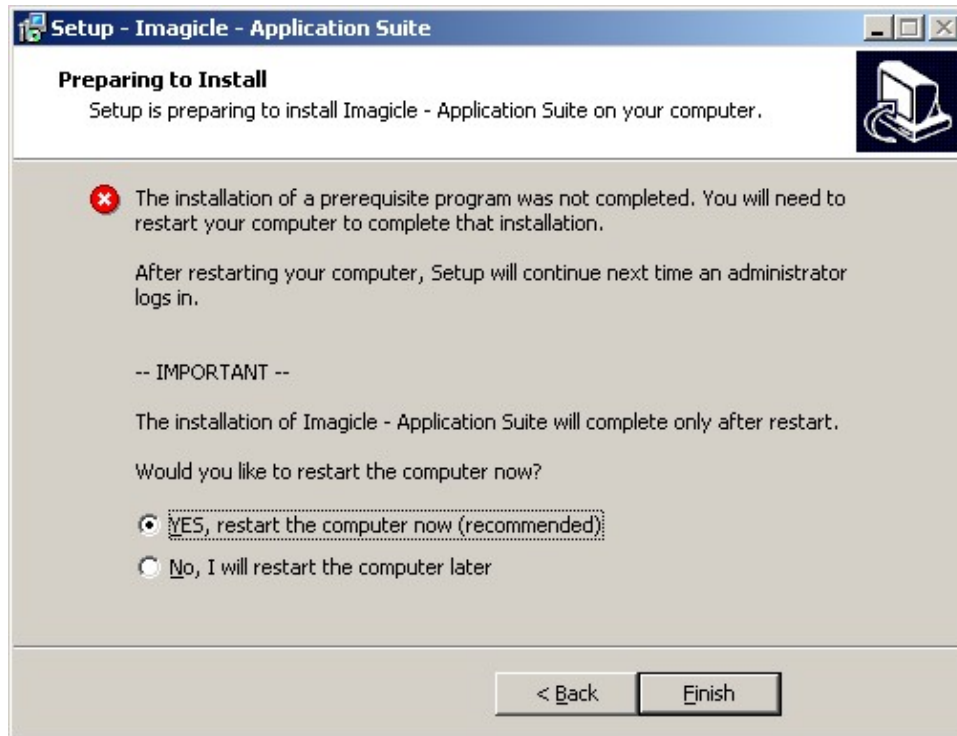 Setup - Imagicle - Application Suite
Preparing to Install
Setup is preparing to install Imagicle - Application Suite on your computer.
The installation of a prerequisite program was not completed. You will need to
restart your computer to complete that installation.
After restarting your computer, Setup will continue next time an administrator
logs in.
-- IMPORTANT --
The installation of Imagicle - Application Suite will complete only after restart.
Would you like to restart the computer now?
YES, restart the computer now (recommended)
No, I will restart the computer later
< Back Finish